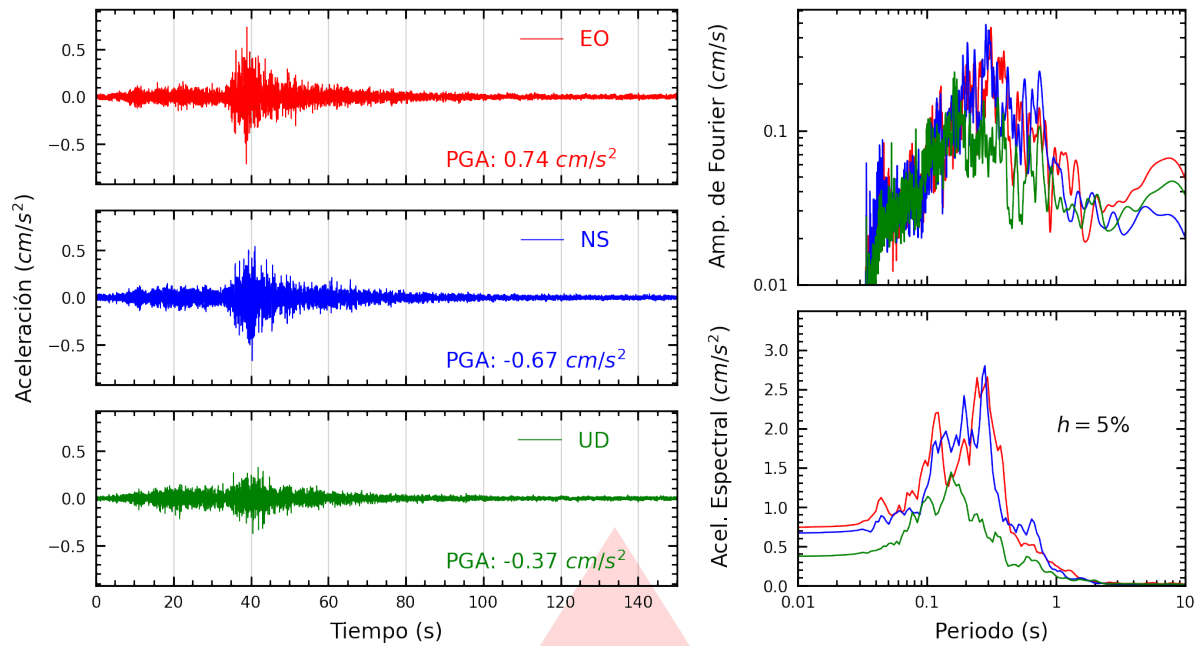 Aceleración (cm/s²)
0.5
0.0
−0.5
EO
PGA: 0.74 cm/s²
0.5
0.0
−0.5
NS
PGA: -0.67 cm/s²
0.5
0.0
−0.5
UD
PGA: -0.37 cm/s²
0 20 40 60 80 100 120 140
Tiempo (s)
Amp. de Fourier (cm/s)
0.1
0.01
Acel. Espectral (cm/s²)
3.0
2.5
2.0
1.5
1.0
0.5
0.0
h = 5%
0.01 0.1 1 10
Periodo (s)